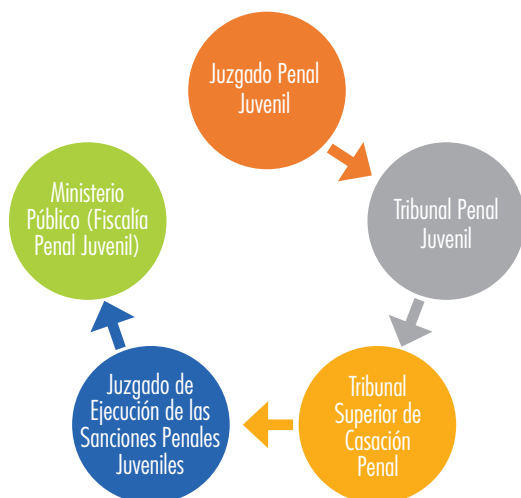 Juzgado Penal
Juvenil
Tribunal Penal
Juvenil
Tribunal
Superior de
Casación
Penal
Juzgado de
Ejecución de las
Sanciones Penales
Juveniles
Ministerio
Público (Fiscalía
Penal Juvenil)